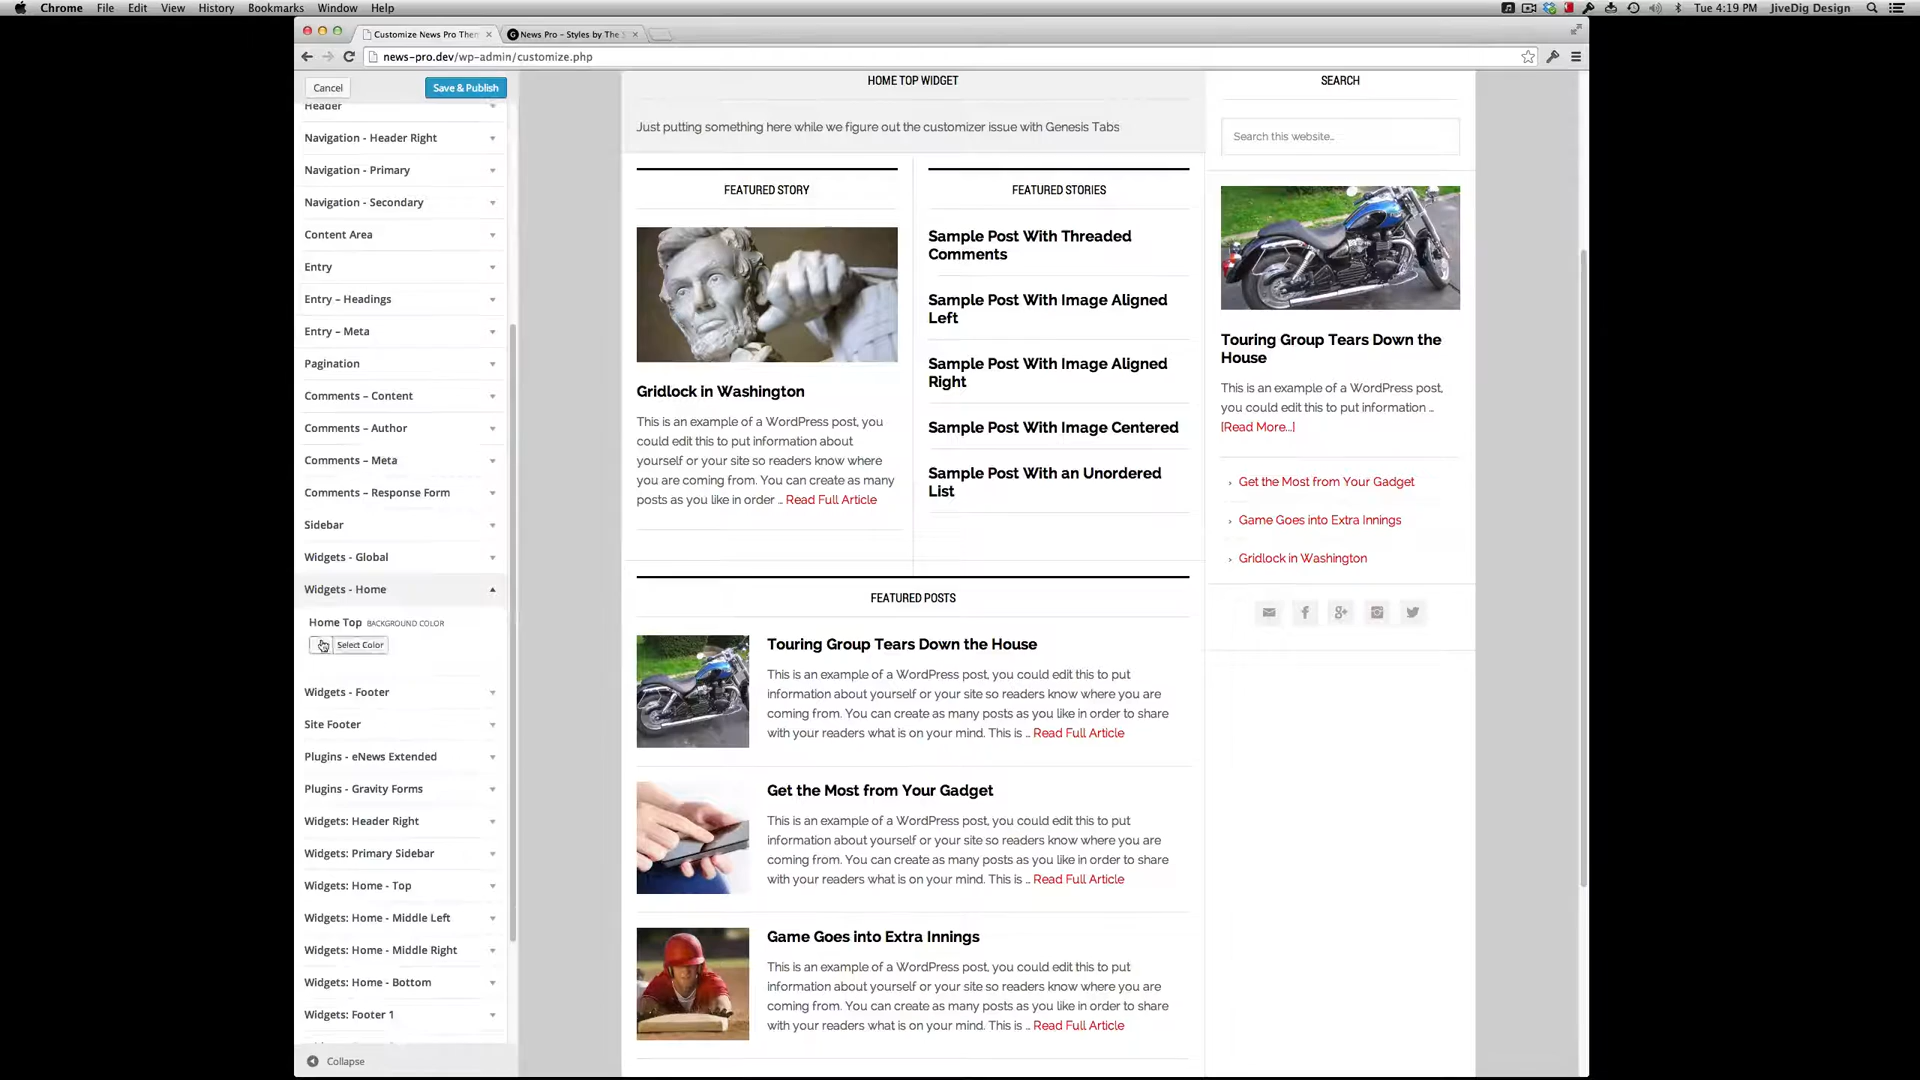 Chrome File Edit View History Bookmarks Window Help
Tue 4:19 PM JiveDig Design
Customize News Pro Then
News Pro – Styles by The S
news-pro.dev/wp-admin/customize.php
Cancel
Save & Publish
Header
Navigation - Header Right
Navigation - Primary
Navigation - Secondary
Content Area
Entry
Entry – Headings
Entry – Meta
Pagination
Comments – Content
Comments – Author
Comments – Meta
Comments – Response Form
Sidebar
Widgets - Global
Widgets - Home
Home Top BACKGROUND COLOR
Select Color
Widgets - Footer
Site Footer
Plugins - eNews Extended
Plugins - Gravity Forms
Widgets: Header Right
Widgets: Primary Sidebar
Widgets: Home - Top
Widgets: Home - Middle Left
Widgets: Home - Middle Right
Widgets: Home - Bottom
Widgets: Footer 1
Collapse
HOME TOP WIDGET
Just putting something here while we figure out the customizer issue with Genesis Tabs
FEATURED STORY
Gridlock in Washington
This is an example of a WordPress post, you
could edit this to put information about
yourself or your site so readers know where
you are coming from. You can create as many
posts as you like in order ... Read Full Article
FEATURED STORIES
Sample Post With Threaded
Comments
Sample Post With Image Aligned
Left
Sample Post With Image Aligned
Right
Sample Post With Image Centered
Sample Post With an Unordered
List
FEATURED POSTS
Touring Group Tears Down the House
This is an example of a WordPress post, you could edit this to put
information about yourself or your site so readers know where you are
coming from. You can create as many posts as you like in order to share
with your readers what is on your mind. This is ... Read Full Article
Get the Most from Your Gadget
This is an example of a WordPress post, you could edit this to put
information about yourself or your site so readers know where you are
coming from. You can create as many posts as you like in order to share
with your readers what is on your mind. This is ... Read Full Article
Game Goes into Extra Innings
This is an example of a WordPress post, you could edit this to put
information about yourself or your site so readers know where you are
coming from. You can create as many posts as you like in order to share
with your readers what is on your mind. This is ... Read Full Article
SEARCH
Search this website...
Touring Group Tears Down the
House
This is an example of a WordPress post,
you could edit this to put information ...
[Read More...]
Get the Most from Your Gadget
Game Goes into Extra Innings
Gridlock in Washington